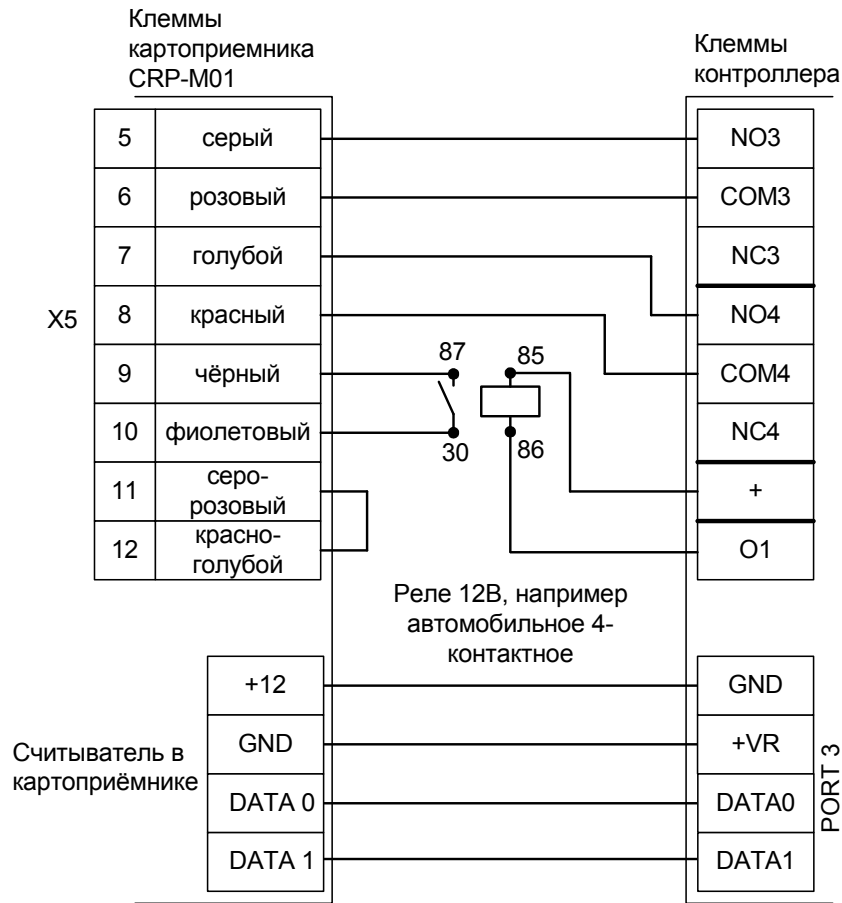 Клеммы
картоприемника
CRP-M01
Клеммы
контроллера
X5
5 серый
6 розовый
7 голубой
8 красный
9 чёрный
10 фиолетовый
11 серо-
розовый
12 красно-
голубой
87
85
30
86
NO3
COM3
NC3
NO4
COM4
NC4
+
O1
Реле 12В, например
автомобильное 4-
контактное
Считыватель в
картоприёмнике
+12
GND
DATA 0
DATA 1
GND
+VR
DATA0
DATA1
PORT 3